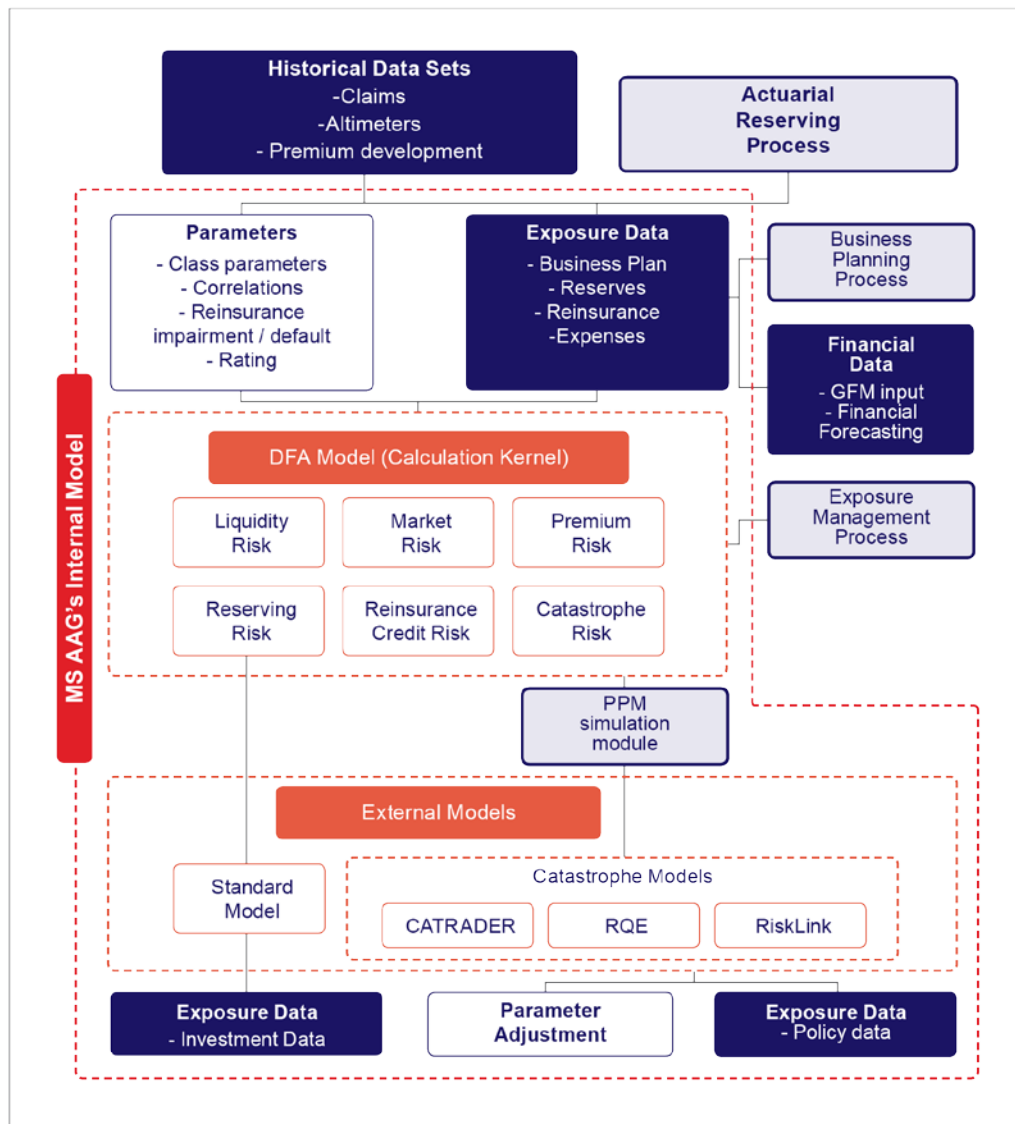 Historical Data Sets
-Claims
-Altimeters
- Premium development
Actuarial
Reserving
Process
Parameters
- Class parameters
- Correlations
- Reinsurance
impairment / default
- Rating
Exposure Data
- Business Plan
- Reserves
- Reinsurance
-Expenses
Business
Planning
Process
Financial
Data
- GFM input
- Financial
Forecasting
MS AAG's Internal Model
DFA Model (Calculation Kernel)
Liquidity
Risk
Market
Risk
Premium
Risk
Exposure
Management
Process
Reserving
Risk
Reinsurance
Credit Risk
Catastrophe
Risk
PPM
simulation
module
External Models
Standard
Model
Catastrophe Models
CATRADER
RQE
RiskLink
Exposure Data
- Investment Data
Parameter
Adjustment
Exposure Data
- Policy data